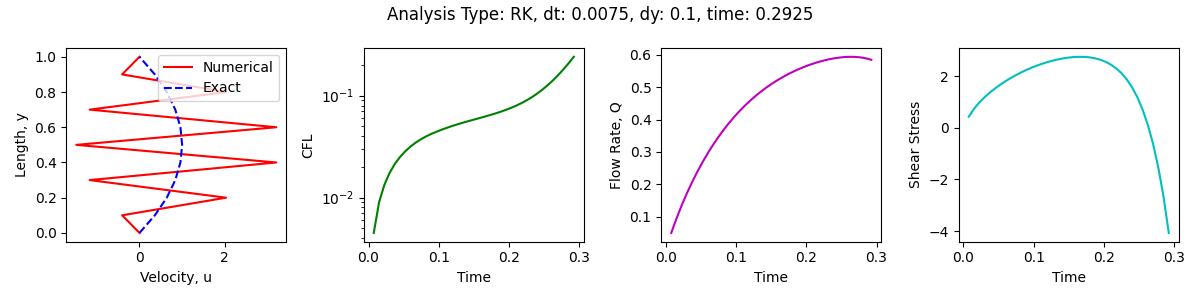 Analysis Type: RK, dt: 0.0075, dy: 0.1, time: 0.2925
Length, y
1.0
0.8
0.6
0.4
0.2
0.0
0
2
Velocity, u
Numerical
Exact
CFL
10⁻¹
10⁻²
0.0
0.1
0.2
0.3
Time
Flow Rate, Q
0.6
0.5
0.4
0.3
0.2
0.1
0.0
0.1
0.2
0.3
Time
Shear Stress
2
0
−2
−4
0.0
0.1
0.2
0.3
Time